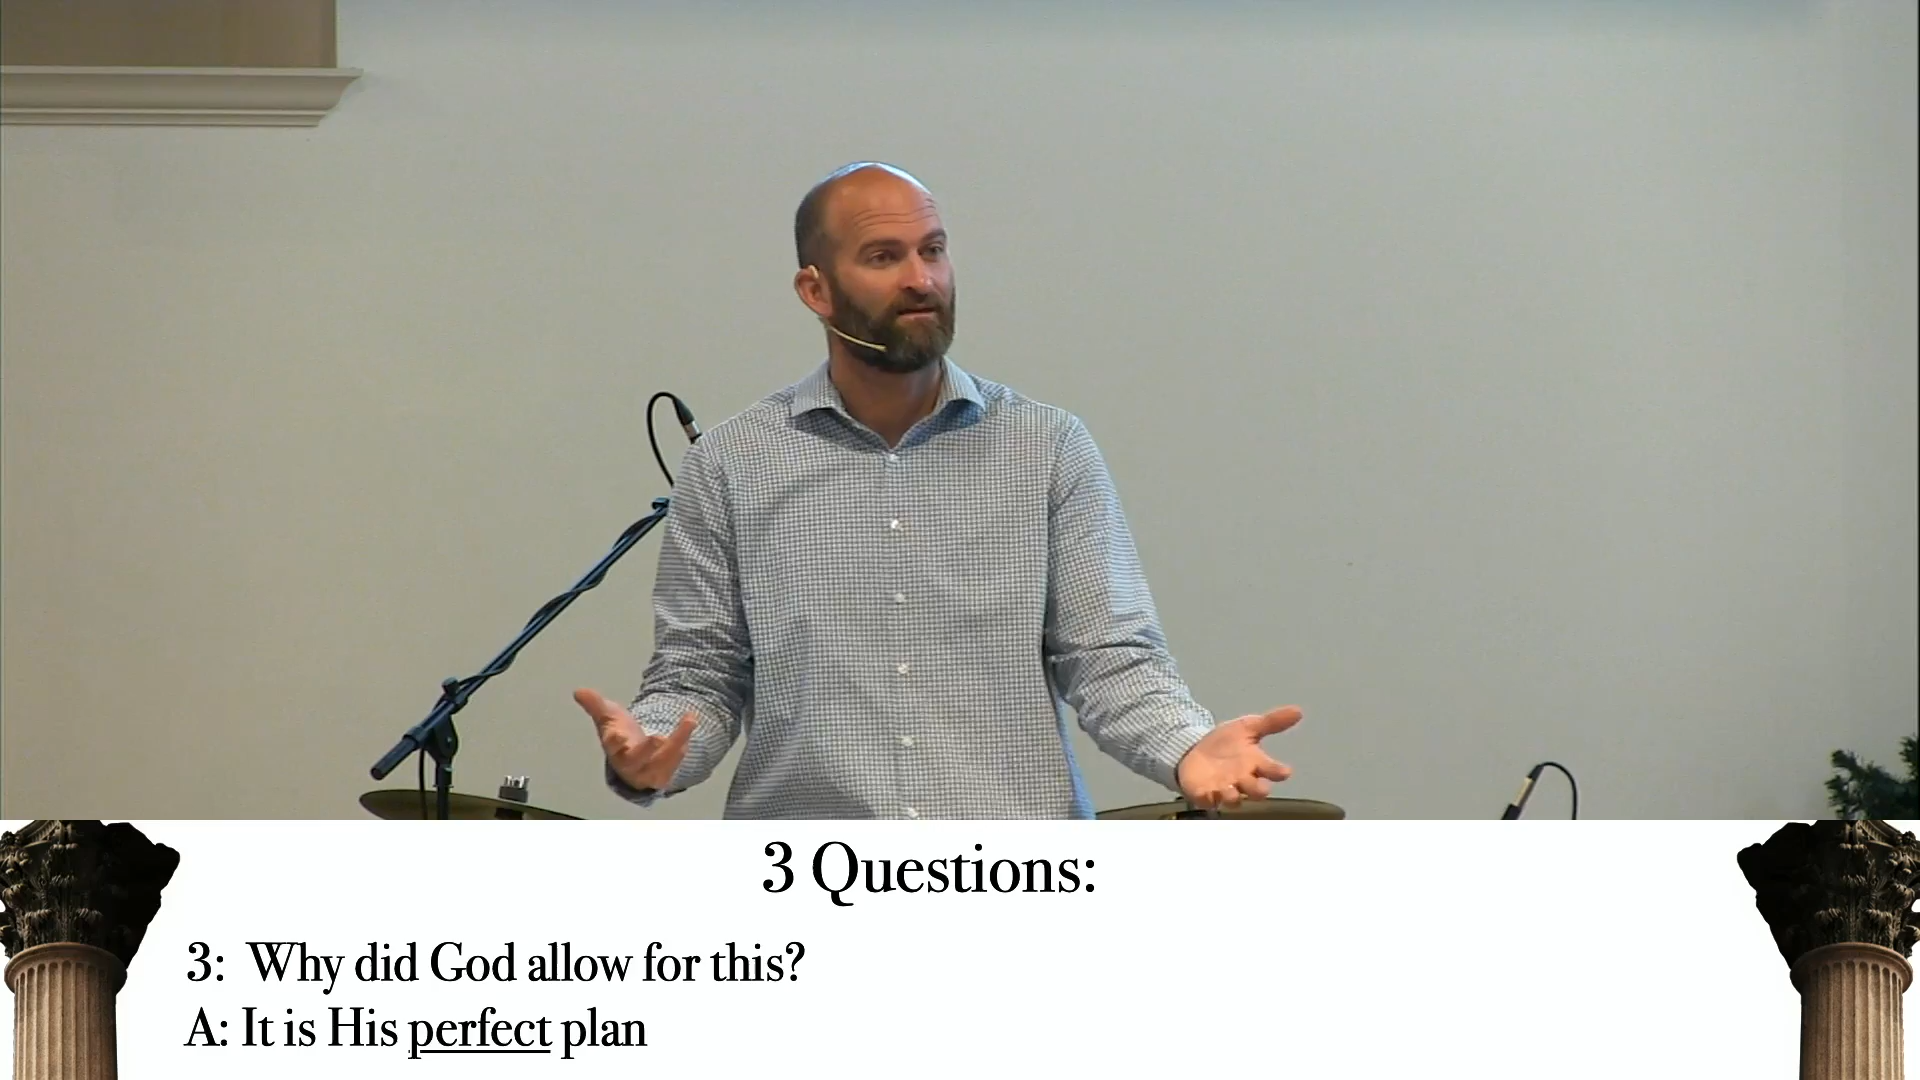 3 Questions:
3: Why did God allow for this?
A: It is His perfect plan